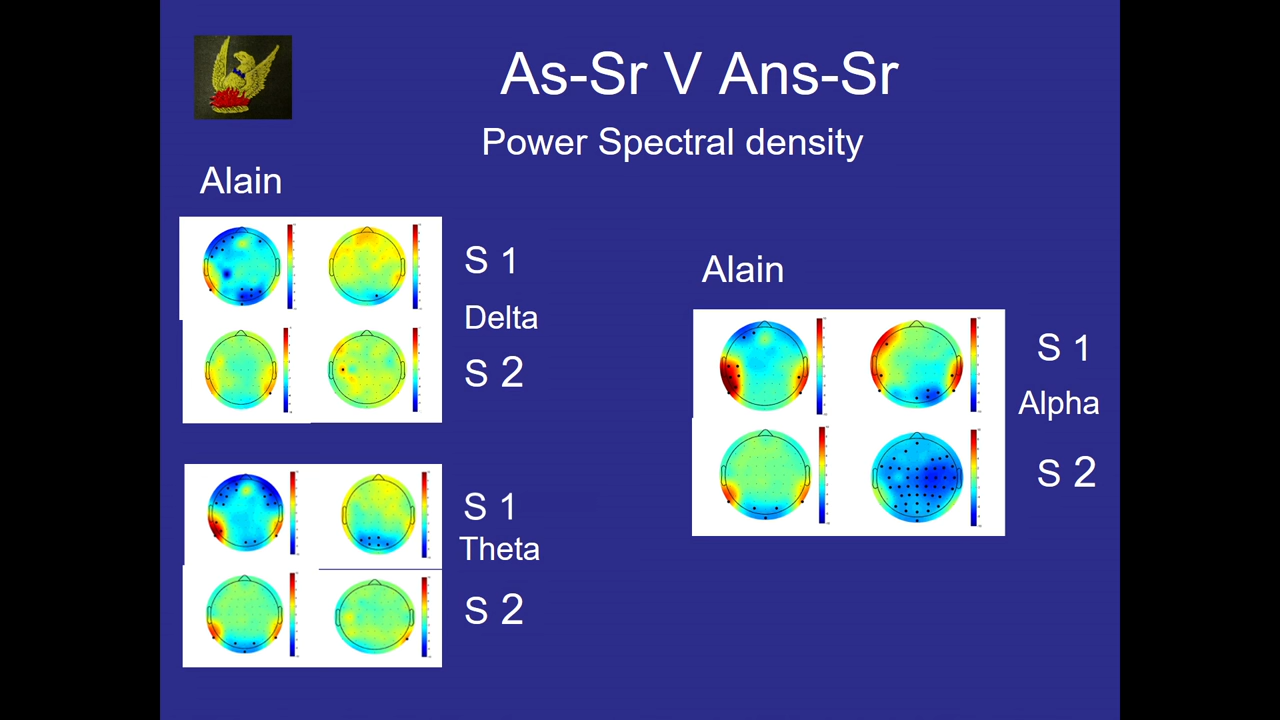 As-Sr V Ans-Sr
Power Spectral density
Alain
S 1
Delta
S 2
S 1
Theta
S 2
Alain
S 1
Alpha
S 2